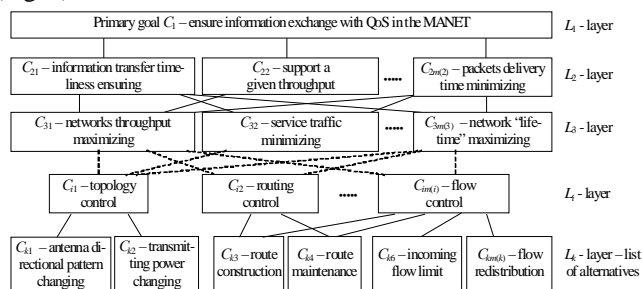 Primary goal C1 – ensure information exchange with QoS in the MANET
L1 - layer
C21 – information transfer time-
liness ensuring
C22 – support a
given throughput
.....
C2m(2) – packets delivery
time minimizing
L2 - layer
C31 – networks throughput
maximizing
C32 – service traffic
minimizing
.....
C3m(3) – network “life-
time” maximizing
L3 - layer
Ci1 – topology
control
Ci2 – routing
control
.....
Cim(i) – flow
control
Li - layer
Ck1 – antenna di-
rectional pattern
changing
Ck2 – transmit-
ting power
changing
Ck3 – route
construction
Ck4 – route
maintenance
Ck6 – incoming
flow limit
Ckm(k) – flow
redistribution
Lk - layer – list
of alternatives